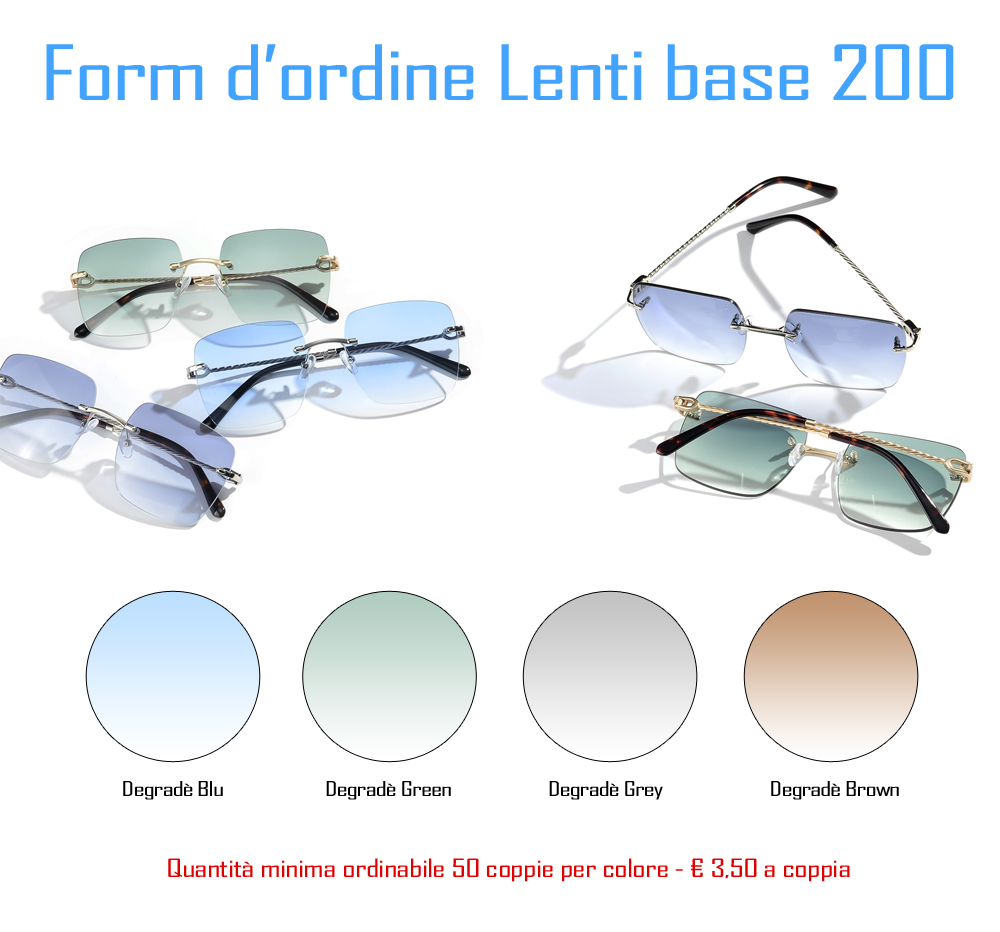 Form d'ordine Lenti base 200
Degradè Blu
Degradè Green
Degradè Grey
Degradè Brown
Quantità minima ordinabile 50 coppie per colore - € 3,50 a coppia